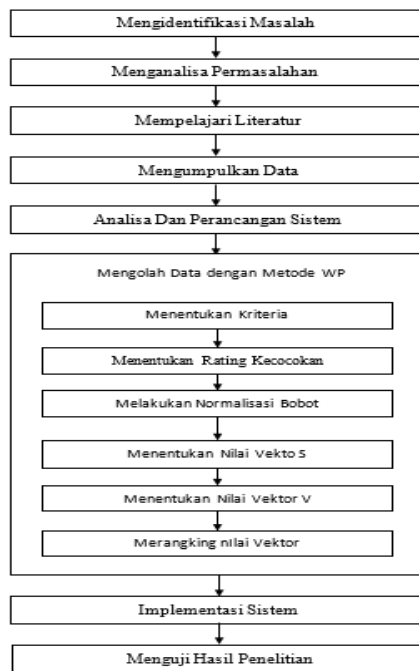 Mengidentifikasi Masalah
Menganalisa Permasalahan
Mempelajari Literatur
Mengumpulkan Data
Analisa Dan Perancangan Sistem
Mengolah Data dengan Metode WP
Menentukan Kriteria
Menentukan Rating Kecocokan
Melakukan Normalisasi Bobot
Menentukan Nilai Vekto S
Menentukan Nilai Vektor V
Merangking nIlai Vektor
Implementasi Sistem
Menguji Hasil Penelitian